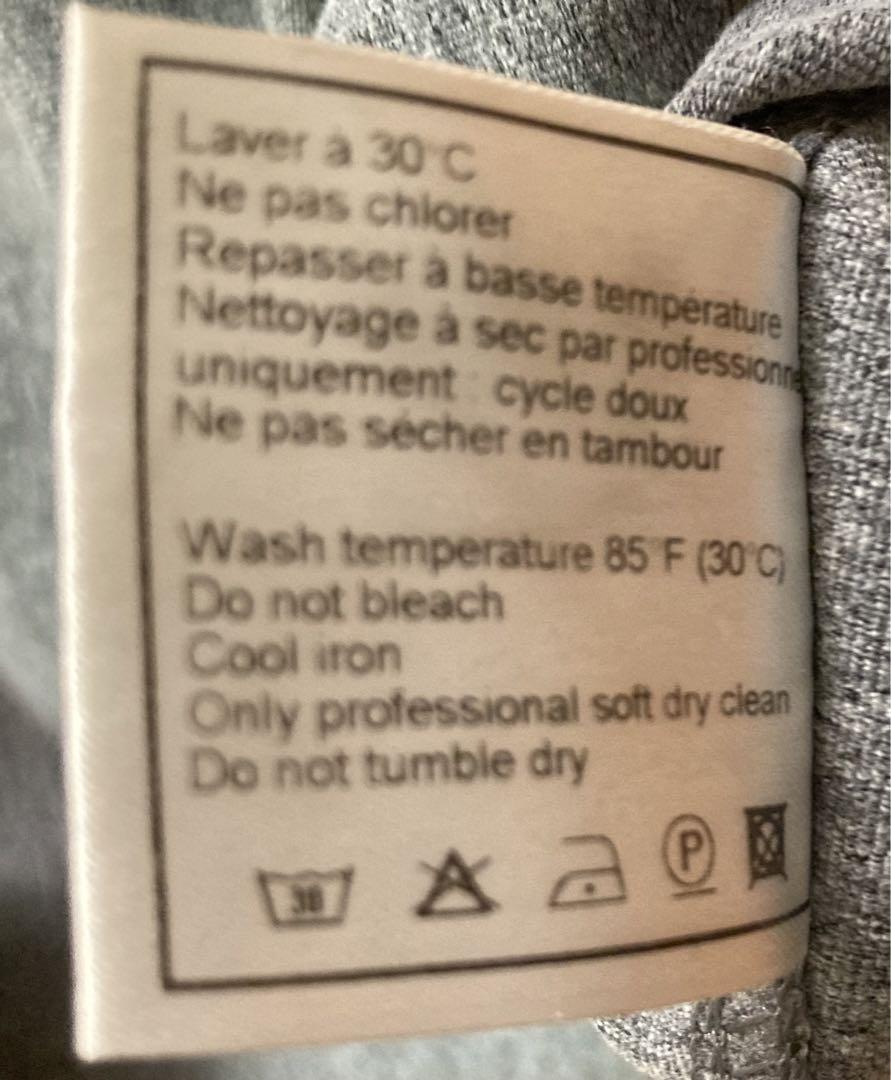 Laver à 30°C
Ne pas chlorer
Repasser à basse température
Nettoyage à sec par professionne
uniquement : cycle doux
Ne pas sécher en tambour
Wash temperature 85°F (30°C)
Do not bleach
Cool iron
Only professional soft dry clean
Do not tumble dry
30
P